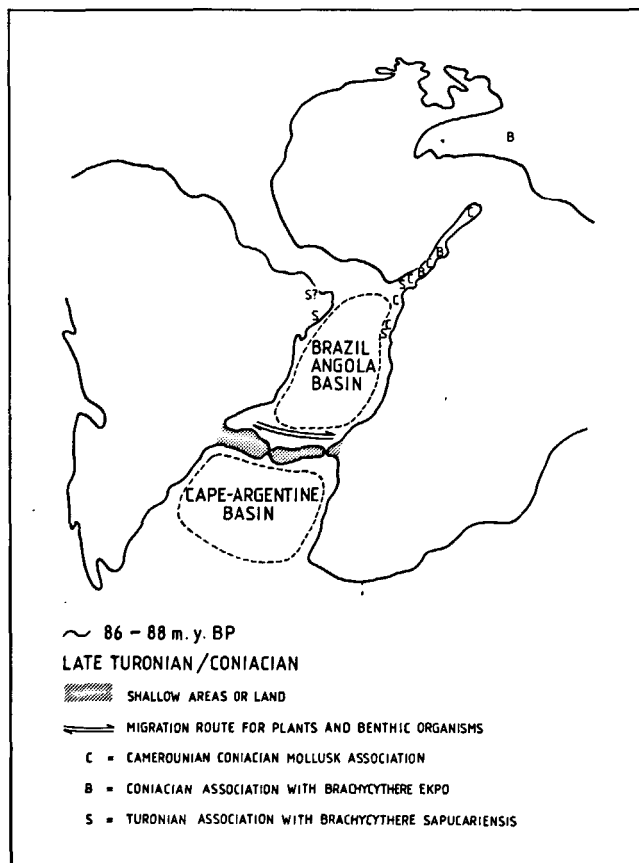 B
C
B
C
B
C
S
C
S?
S
C
S
BRAZIL
ANGOLA
BASIN
CAPE-ARGENTINE
BASIN
~ 86 – 88 m. y. BP
LATE TURONIAN / CONIACIAN
SHALLOW AREAS OR LAND
MIGRATION ROUTE FOR PLANTS AND BENTHIC ORGANISMS
C = CAMEROUNIAN CONIACIAN MOLLUSK ASSOCIATION
B = CONIACIAN ASSOCIATION WITH BRACHYCYTHERE EKPO
S = TURONIAN ASSOCIATION WITH BRACHYCYTHERE SAPUCARIENSIS